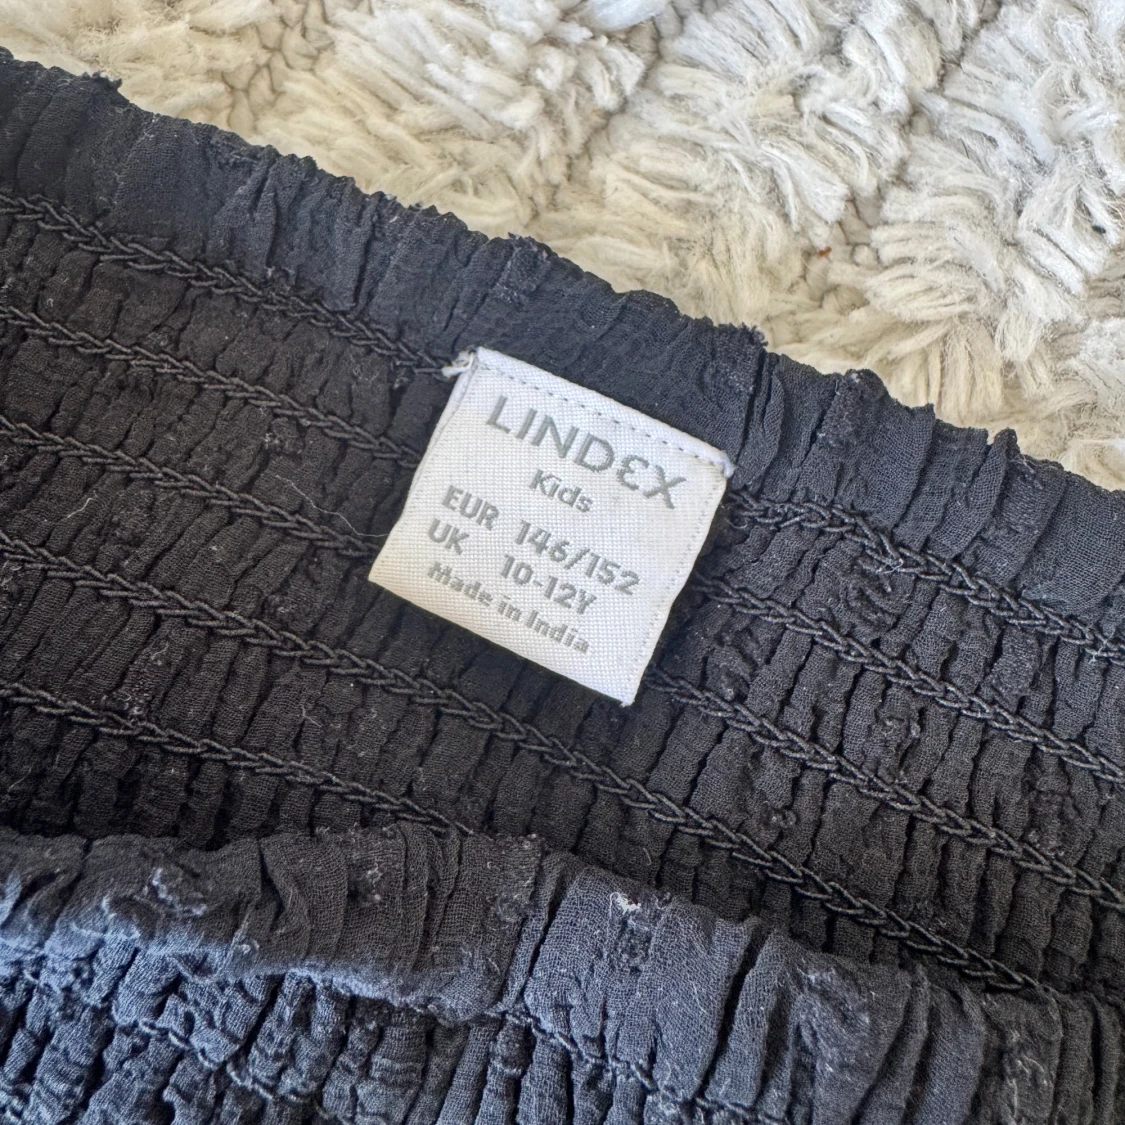 LINDEX
Kids
EUR 146/152
UK 10-12Y
Made in India